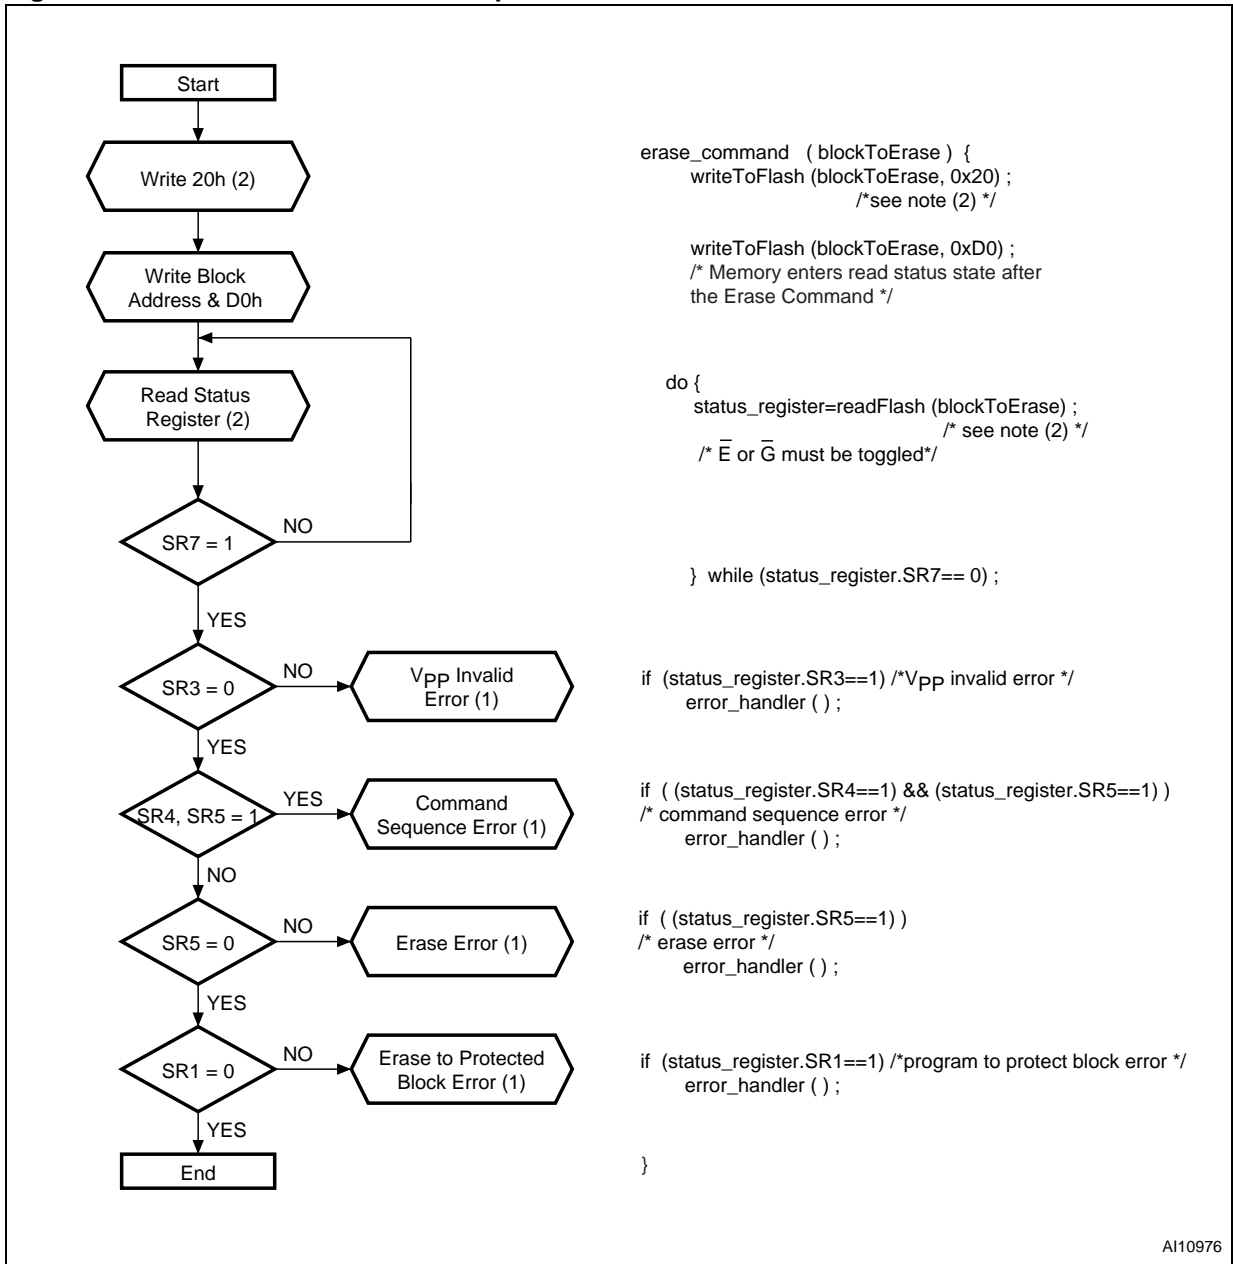 Start
Write 20h (2)
Write Block
Address & D0h
Read Status
Register (2)
SR7 = 1
NO
YES
SR3 = 0
NO
VPP Invalid
Error (1)
YES
SR4, SR5 = 1
YES
Command
Sequence Error (1)
NO
SR5 = 0
NO
Erase Error (1)
YES
SR1 = 0
NO
Erase to Protected
Block Error (1)
YES
End
erase_command ( blockToErase ) {
writeToFlash (blockToErase, 0x20) ;
/*see note (2) */
writeToFlash (blockToErase, 0xD0) ;
/* Memory enters read status state after
the Erase Command */
do {
status_register=readFlash (blockToErase) ;
/* see note (2) */
/* E̅ or G̅ must be toggled*/
} while (status_register.SR7== 0) ;
if (status_register.SR3==1) /*VPP invalid error */
error_handler ( ) ;
if ( (status_register.SR4==1) && (status_register.SR5==1) )
/* command sequence error */
error_handler ( ) ;
if ( (status_register.SR5==1) )
/* erase error */
error_handler ( ) ;
if (status_register.SR1==1) /*program to protect block error */
error_handler ( ) ;
}
AI10976